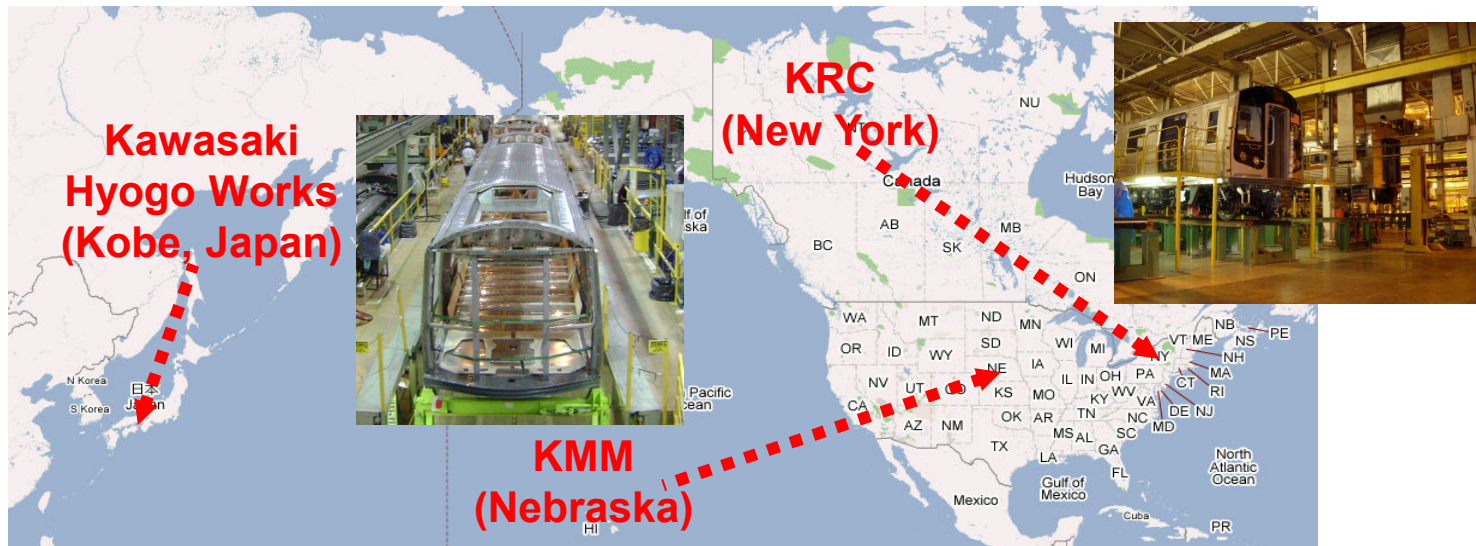 Kawasaki
Hyogo Works
(Kobe, Japan)
KRC
(New York)
KMM
(Nebraska)
NU
Canada
Hudson
Bay
AB
MB
BC
SK
ON
WA
MT
ND
MN
OR
ID
WY
SD
WI
MI
NY
VT
ME
NB
PE
NS
NH
MA
RI
CT
NV
UT
NE
IA
IL
IN
OH
PA
NJ
CA
KS
MO
KY
WV
VA
DE
MD
AZ
NM
OK
AR
TN
NC
TX
MS
AL
GA
SC
LA
FL
N Korea
S Korea
日本
Japan
North
Atlantic
Ocean
Gulf of
Mexico
Mexico
Cuba
PR
HI